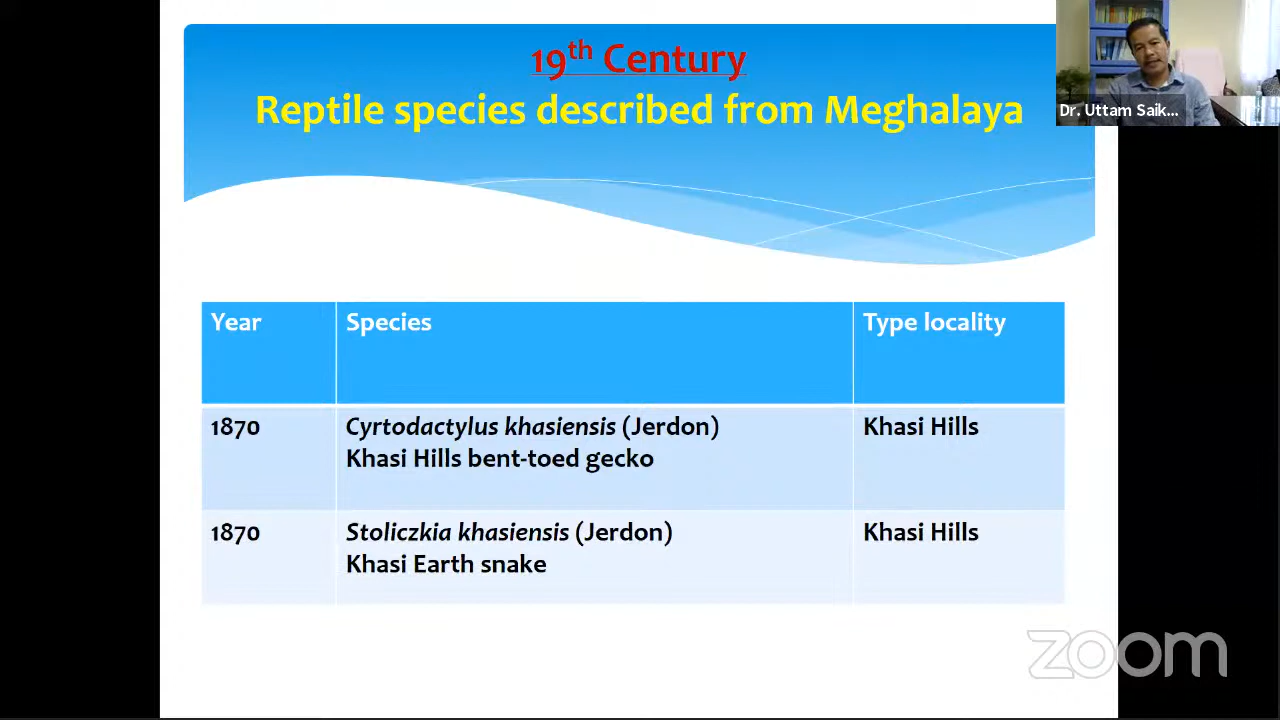 19th Century
Reptile species described from Meghalaya
Dr. Uttam Saik...
Year Species Type locality
1870 Cyrtodactylus khasiensis (Jerdon) Khasi Hills
Khasi Hills bent-toed gecko
1870 Stoliczkia khasiensis (Jerdon) Khasi Hills
Khasi Earth snake
zoom